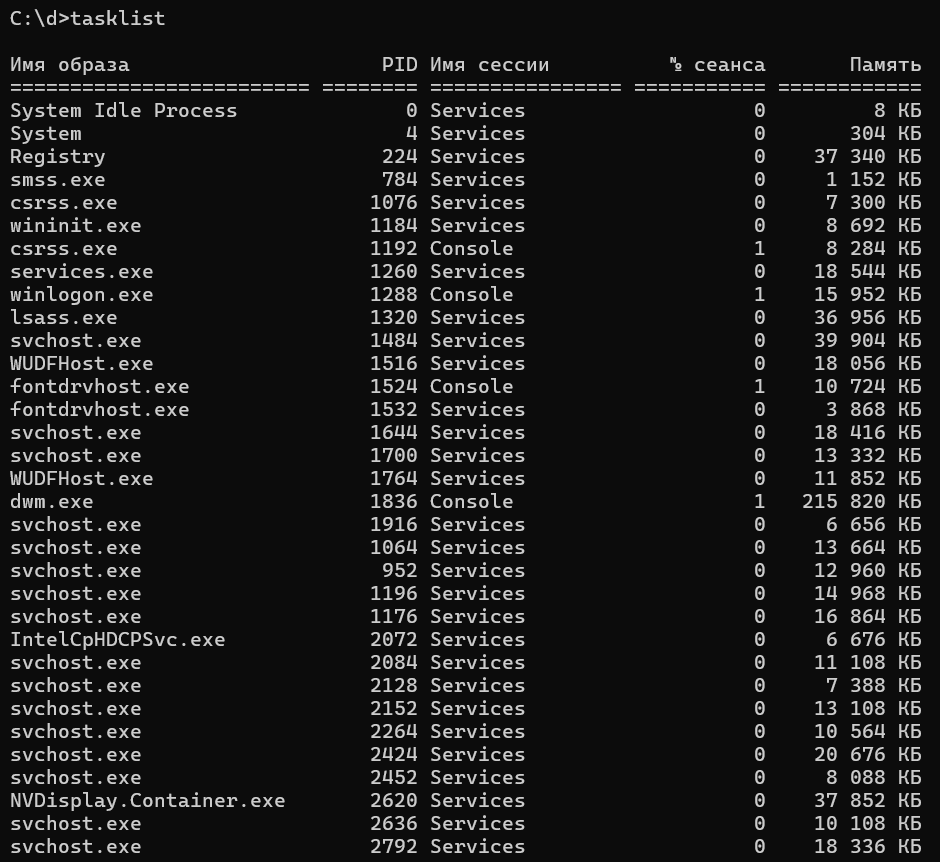 C:\d>tasklist
Имя образа                     PID Имя сессии          № сеанса       Память
========================= ======== ================ =========== ============
System Idle Process              0 Services                   0         8 КБ
System                           4 Services                   0       304 КБ
Registry                       224 Services                   0    37 340 КБ
smss.exe                       784 Services                   0     1 152 КБ
csrss.exe                     1076 Services                   0     7 300 КБ
wininit.exe                   1184 Services                   0     8 692 КБ
csrss.exe                     1192 Console                    1     8 284 КБ
services.exe                  1260 Services                   0    18 544 КБ
winlogon.exe                  1288 Console                    1    15 952 КБ
lsass.exe                     1320 Services                   0    36 956 КБ
svchost.exe                   1484 Services                   0    39 904 КБ
WUDFHost.exe                  1516 Services                   0    18 056 КБ
fontdrvhost.exe               1524 Console                    1    10 724 КБ
fontdrvhost.exe               1532 Services                   0     3 868 КБ
svchost.exe                   1644 Services                   0    18 416 КБ
svchost.exe                   1700 Services                   0    13 332 КБ
WUDFHost.exe                  1764 Services                   0    11 852 КБ
dwm.exe                       1836 Console                    1   215 820 КБ
svchost.exe                   1916 Services                   0     6 656 КБ
svchost.exe                   1064 Services                   0    13 664 КБ
svchost.exe                    952 Services                   0    12 960 КБ
svchost.exe                   1196 Services                   0    14 968 КБ
svchost.exe                   1176 Services                   0    16 864 КБ
IntelCpHDCPSvc.exe            2072 Services                   0     6 676 КБ
svchost.exe                   2084 Services                   0    11 108 КБ
svchost.exe                   2128 Services                   0     7 388 КБ
svchost.exe                   2152 Services                   0    13 108 КБ
svchost.exe                   2264 Services                   0    10 564 КБ
svchost.exe                   2424 Services                   0    20 676 КБ
svchost.exe                   2452 Services                   0     8 088 КБ
NVDisplay.Container.exe       2620 Services                   0    37 852 КБ
svchost.exe                   2636 Services                   0    10 108 КБ
svchost.exe                   2792 Services                   0    18 336 КБ